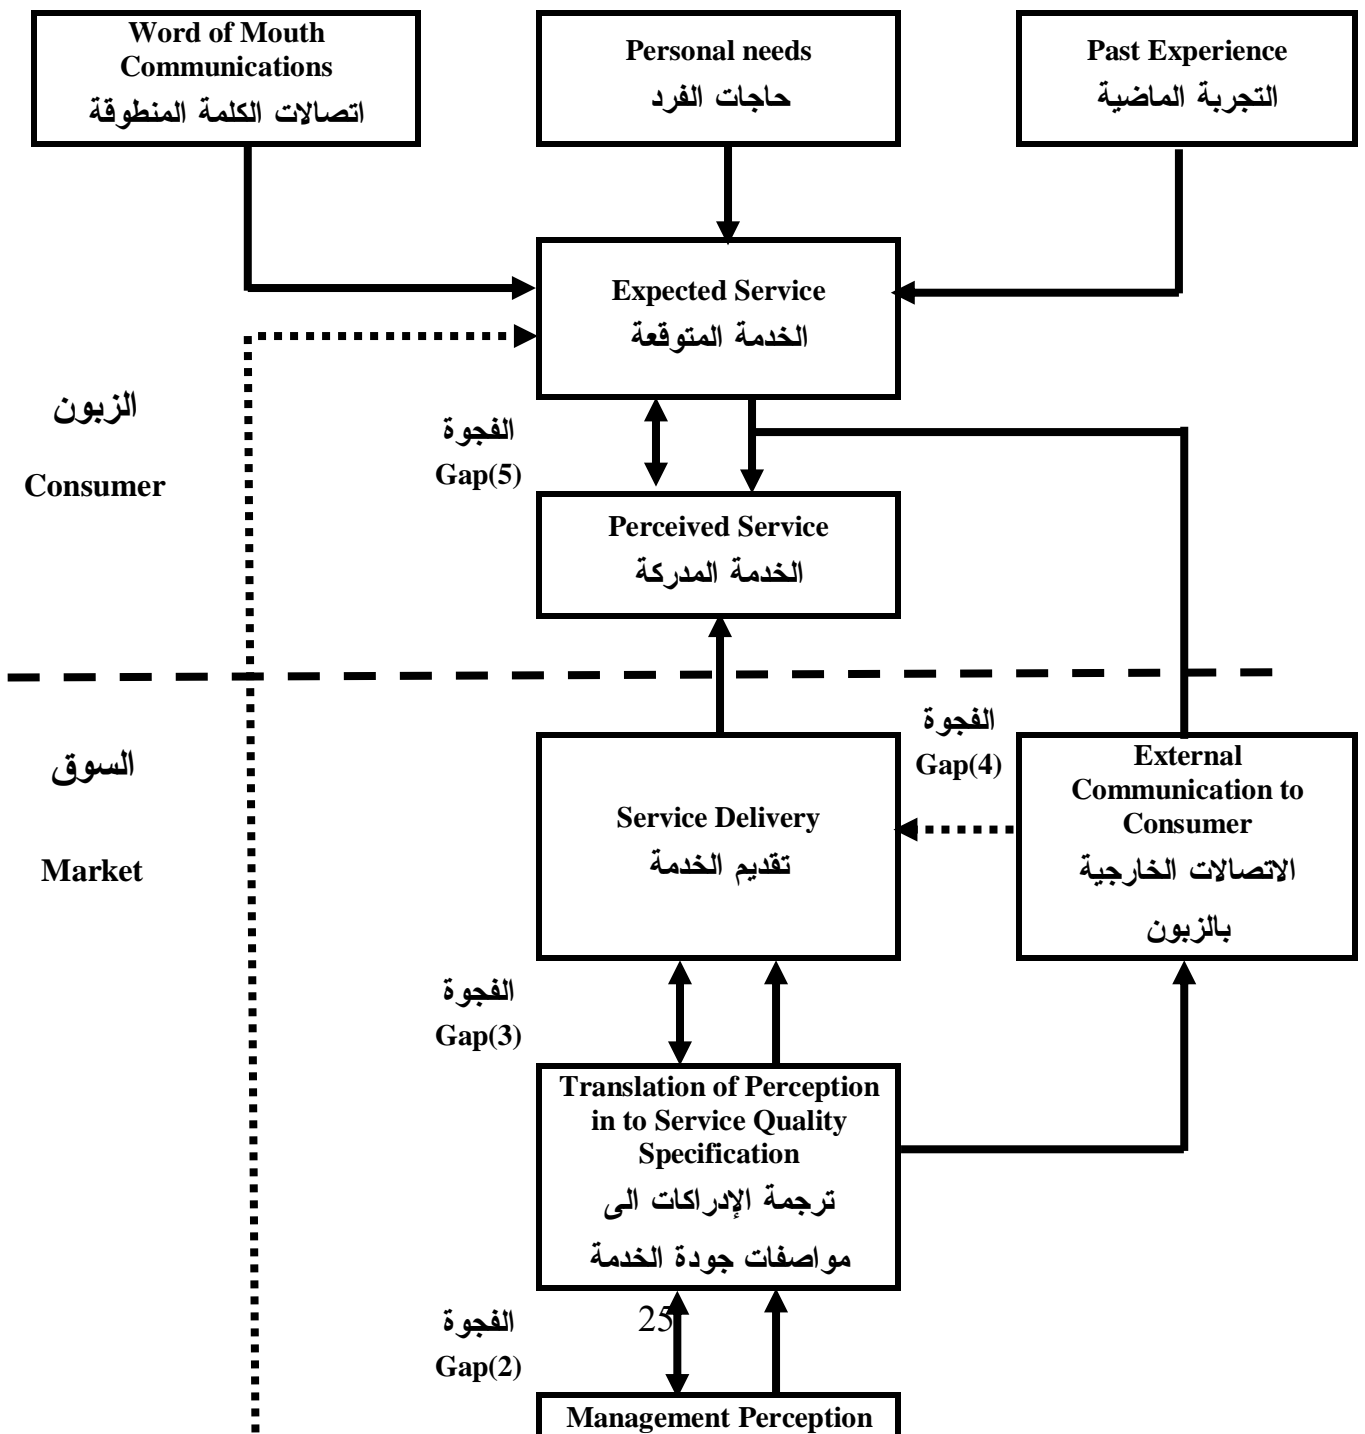 Word of Mouth
Communications
اتصالات الكلمة المنطوقة
Personal needs
حاجات الفرد
Past Experience
التجربة الماضية
Expected Service
الخدمة المتوقعة
الزبون
Consumer
الفجوة
Gap(5)
Perceived Service
الخدمة المدركة
السوق
Market
الفجوة
Gap(4)
Service Delivery
تقديم الخدمة
External
Communication to
Consumer
الاتصالات الخارجية
بالزبون
الفجوة
Gap(3)
Translation of Perception
in to Service Quality
Specification
ترجمة الإدراكات الى
مواصفات جودة الخدمة
25
الفجوة
Gap(2)
Management Perception